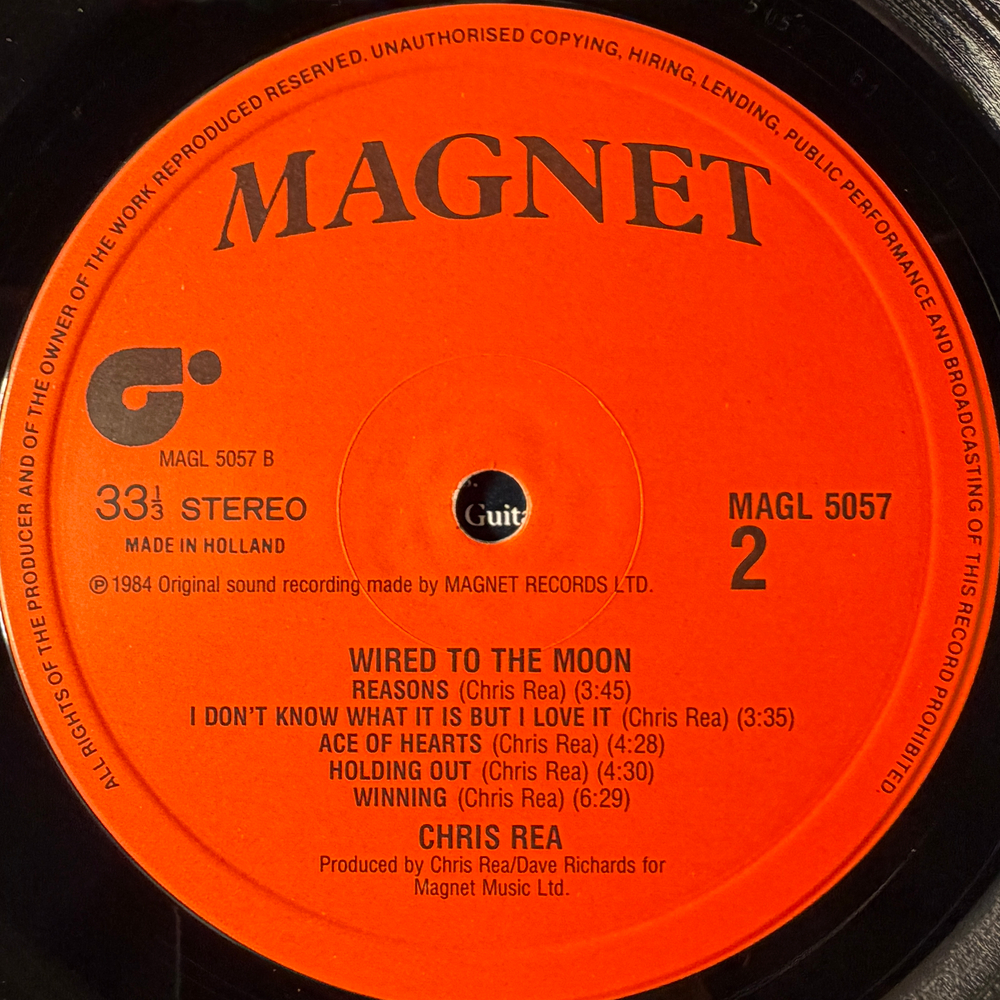 ALL RIGHTS OF THE PRODUCER AND OF THE OWNER OF THE WORK REPRODUCED RESERVED. UNAUTHORISED COPYING, HIRING, LENDING, PUBLIC PERFORMANCE AND BROADCASTING OF THIS RECORD PROHIBITED.
MAGNET
MAGL 5057 B
33⅓ STEREO
MADE IN HOLLAND
MAGL 5057
2
Ⓟ 1984 Original sound recording made by MAGNET RECORDS LTD.
WIRED TO THE MOON
REASONS (Chris Rea) (3:45)
I DON'T KNOW WHAT IT IS BUT I LOVE IT (Chris Rea) (3:35)
ACE OF HEARTS (Chris Rea) (4:28)
HOLDING OUT (Chris Rea) (4:30)
WINNING (Chris Rea) (6:29)
CHRIS REA
Produced by Chris Rea/Dave Richards for
Magnet Music Ltd.